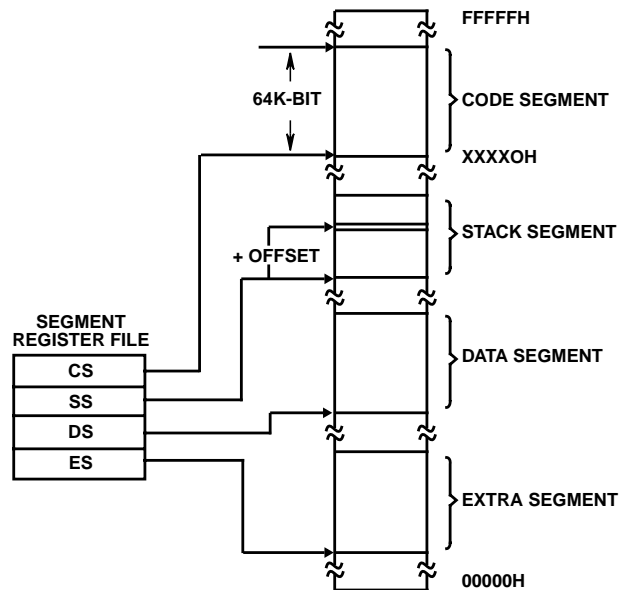 FFFFFH
64K-BIT
CODE SEGMENT
XXXXOH
STACK SEGMENT
+ OFFSET
SEGMENT
REGISTER FILE
DATA SEGMENT
CS
SS
DS
ES
EXTRA SEGMENT
00000H